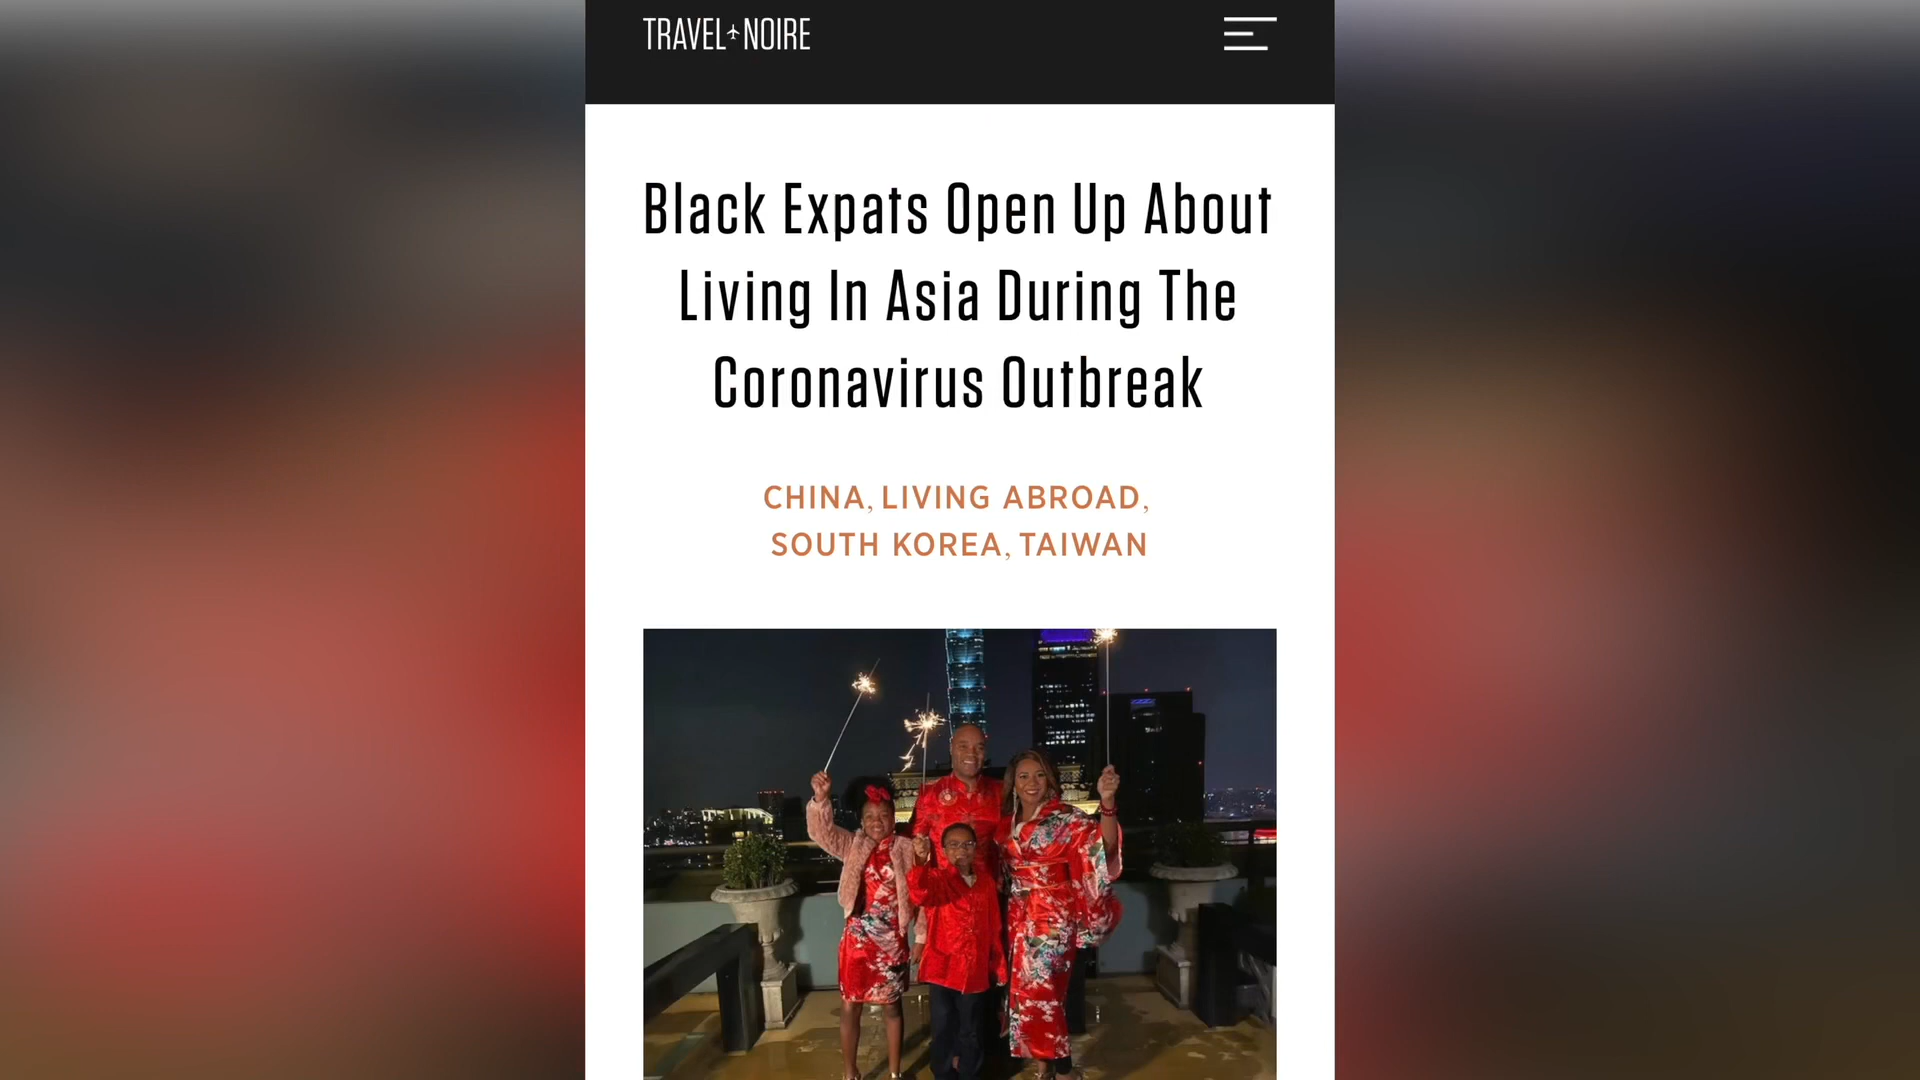 TRAVEL NOIRE
Black Expats Open Up About
Living In Asia During The
Coronavirus Outbreak
CHINA, LIVING ABROAD,
SOUTH KOREA, TAIWAN